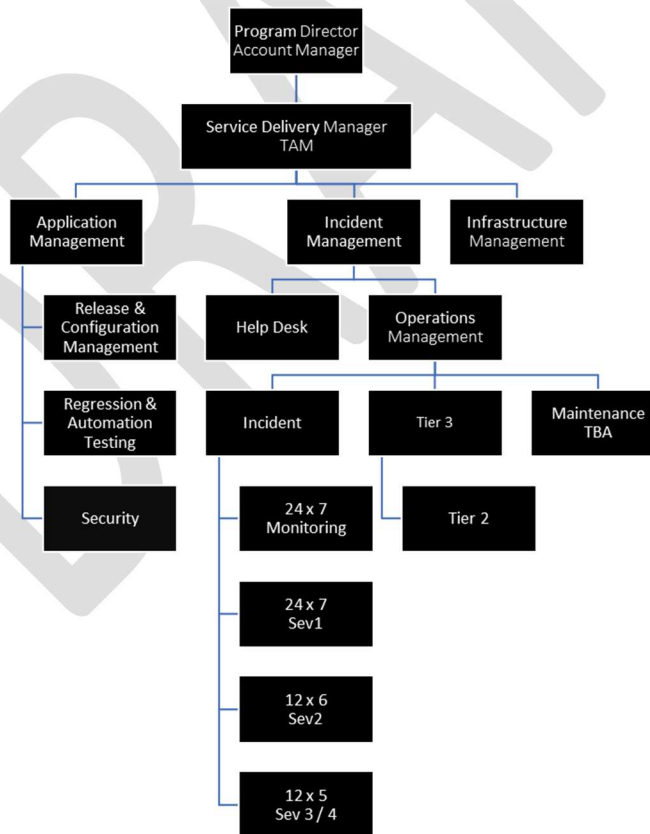 Program Director
Account Manager
Service Delivery Manager
TAM
Application
Management
Incident
Management
Infrastructure
Management
Release &
Configuration
Management
Help Desk
Operations
Management
Regression &
Automation
Testing
Incident
Tier 3
Maintenance
TBA
Security
24 x 7
Monitoring
Tier 2
24 x 7
Sev1
12 x 6
Sev2
12 x 5
Sev 3 / 4
DRAFT